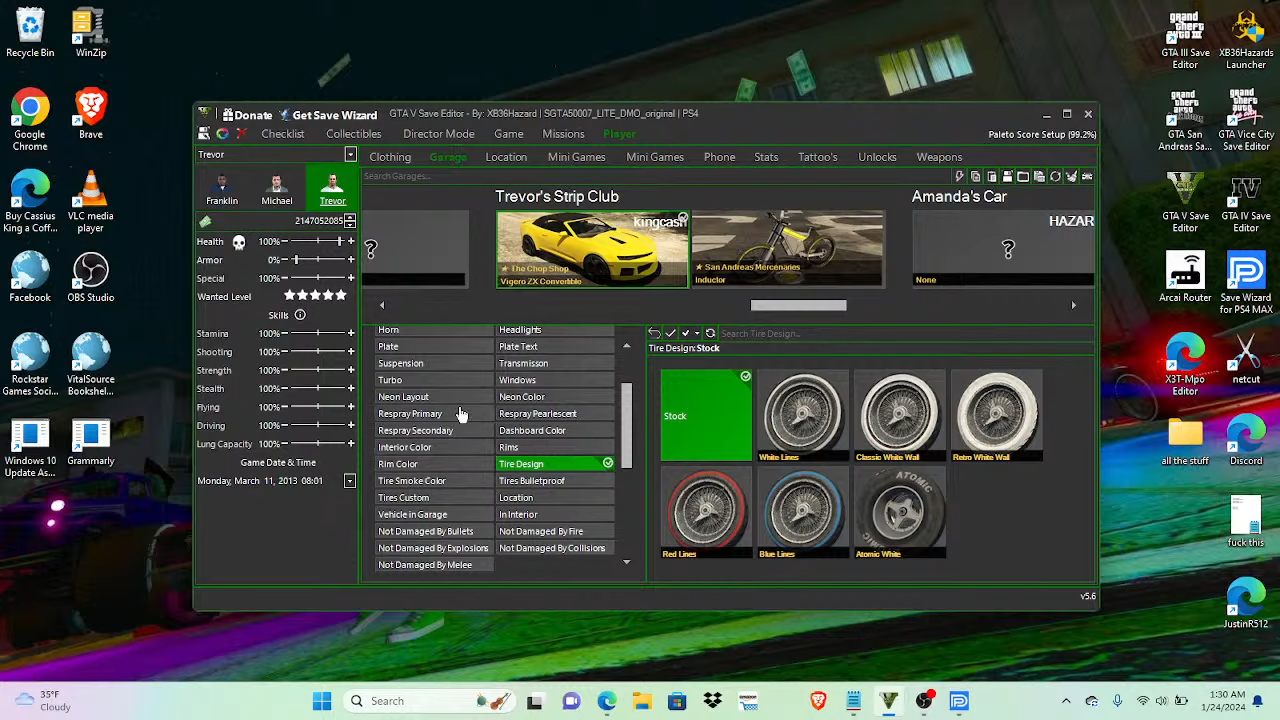 Recycle Bin
WinZip
Google Chrome
Brave
Buy Cassius King a Coff...
VLC media player
Facebook
OBS Studio
Rockstar Games Soci...
VitalSource Bookshelf
Windows 10 Update As...
Grammarly
GTA III Save Editor
XB36Hazards Launcher
GTA San Andreas Sa...
GTA Vice City Save Editor
GTA V Save Editor
GTA IV Save Editor
Arcai Router
Save Wizard for PS4 MAX
X3T-Mpo Editor
netcut
all the stuff
Discord
fuck this
JustinR512
Donate Get Save Wizard GTA V Save Editor - By XB36Hazard | SGTA50007_LITE_DMO_original | PS4
Checklist Collectibles Director Mode Game Missions Player Paleto Score Setup (99.2%)
Trevor
Clothing Garage Location Mini Games Mini Games Phone Stats Tattoo's Unlocks Weapons
Search Garages...
Franklin Michael Trevor
2147052085
Health 100%
Armor 0%
Special 100%
Wanted Level
Skills
Stamina 100%
Shooting 100%
Strength 100%
Stealth 100%
Flying 100%
Driving 100%
Lung Capacity 100%
Game Date & Time
Monday, March 11, 2013 08:01
Trevor's Strip Club
Amanda's Car
?
kingcash
The Chop Shop
Vigero ZX Convertible
San Andreas Mercenaries
Inductor
HAZAR
?
None
Horn Headlights
Plate Plate Text
Suspension Transmisson
Turbo Windows
Neon Layout Neon Color
Respray Primary Respray Pearlescent
Respray Secondary Dashboard Color
Interior Color Rims
Rim Color Tire Design
Tire Smoke Color Tires Bulletproof
Tires Custom Location
Vehicle in Garage In Interior
Not Damaged By Bullets Not Damaged By Fire
Not Damaged By Explosions Not Damaged By Collisions
Not Damaged By Melee
Search Tire Design...
Tire Design:Stock
Stock
White Lines
Classic White Wall
Retro White Wall
Red Lines
Blue Lines
ATOMIC
Atomic White
v5.6
35°F
Cloudy
Search
1:30 AM
1/24/2024